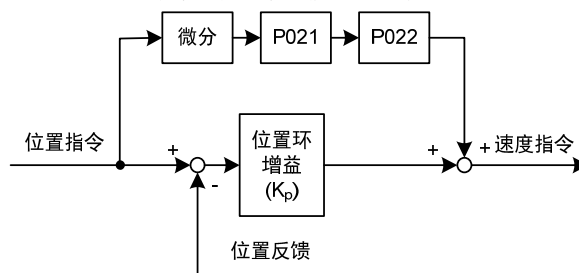 微分
P021
P022
位置指令
+
-
位置环
增益
(Kp)
+
+
速度指令
位置反馈